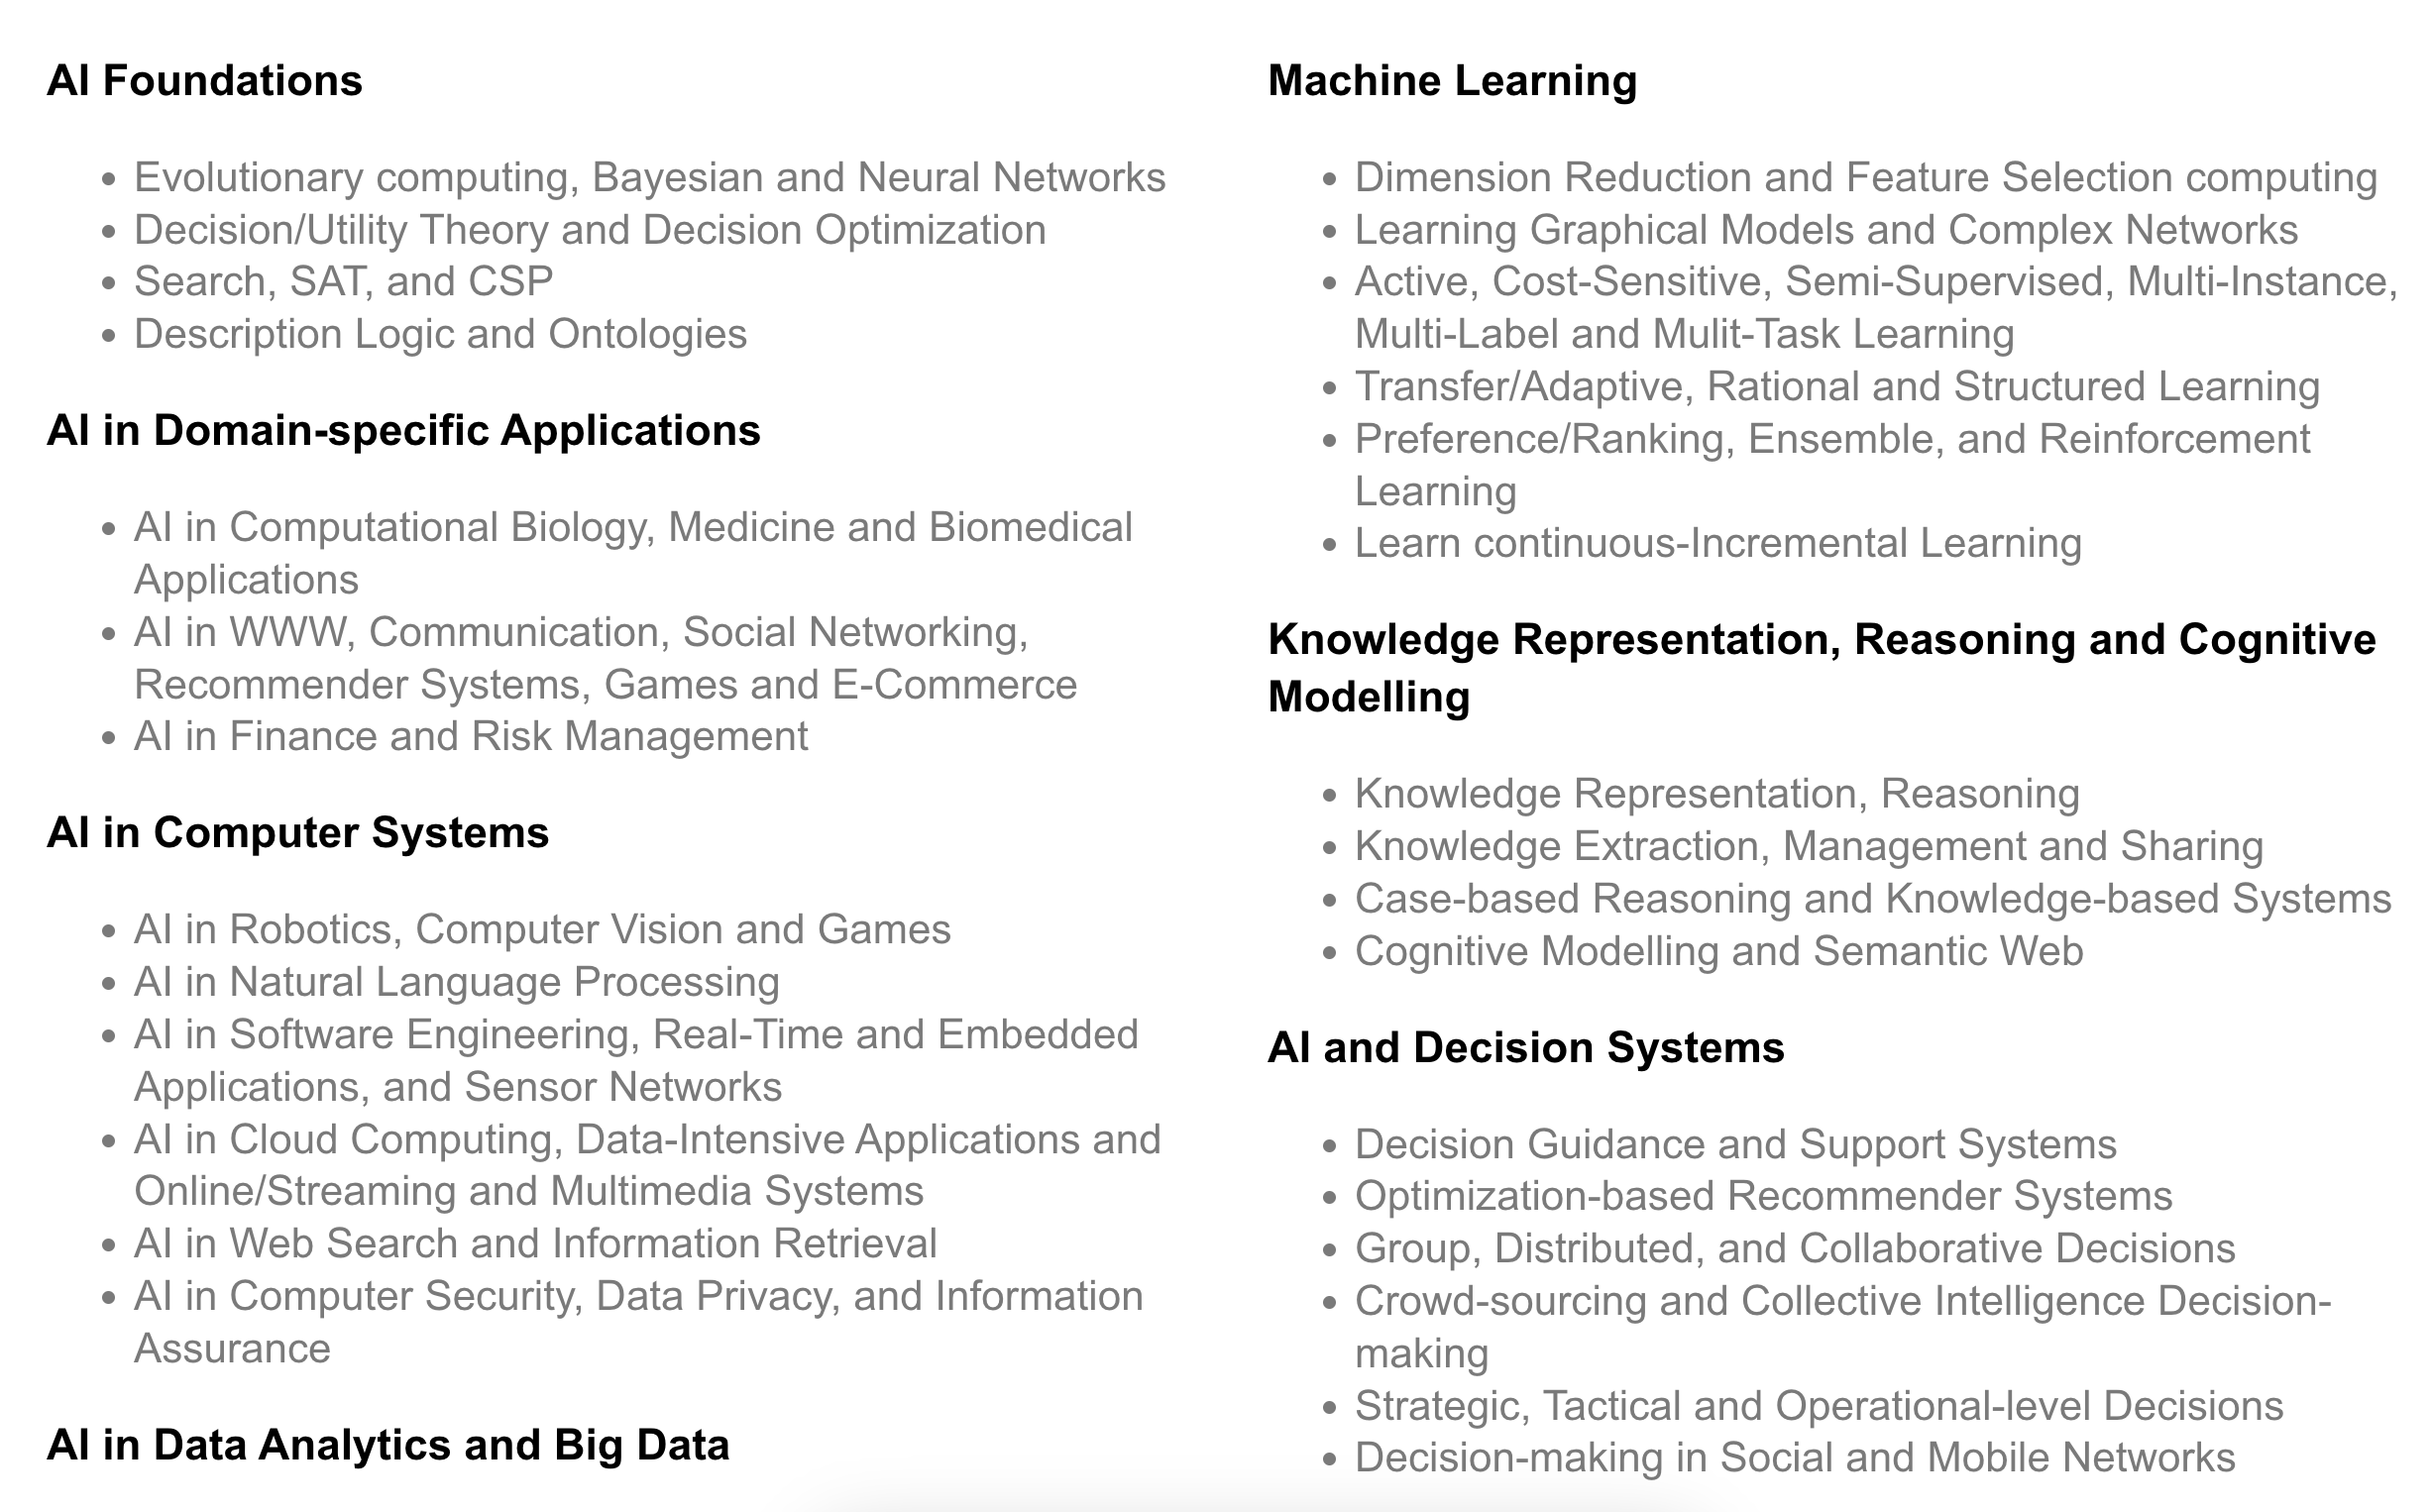 AI Foundations
Evolutionary computing, Bayesian and Neural Networks
Decision/Utility Theory and Decision Optimization
Search, SAT, and CSP
Description Logic and Ontologies
AI in Domain-specific Applications
AI in Computational Biology, Medicine and Biomedical
Applications
AI in WWW, Communication, Social Networking,
Recommender Systems, Games and E-Commerce
AI in Finance and Risk Management
AI in Computer Systems
AI in Robotics, Computer Vision and Games
AI in Natural Language Processing
AI in Software Engineering, Real-Time and Embedded
Applications, and Sensor Networks
AI in Cloud Computing, Data-Intensive Applications and
Online/Streaming and Multimedia Systems
AI in Web Search and Information Retrieval
AI in Computer Security, Data Privacy, and Information
Assurance
AI in Data Analytics and Big Data
Machine Learning
Dimension Reduction and Feature Selection computing
Learning Graphical Models and Complex Networks
Active, Cost-Sensitive, Semi-Supervised, Multi-Instance,
Multi-Label and Mulit-Task Learning
Transfer/Adaptive, Rational and Structured Learning
Preference/Ranking, Ensemble, and Reinforcement
Learning
Learn continuous-Incremental Learning
Knowledge Representation, Reasoning and Cognitive
Modelling
Knowledge Representation, Reasoning
Knowledge Extraction, Management and Sharing
Case-based Reasoning and Knowledge-based Systems
Cognitive Modelling and Semantic Web
AI and Decision Systems
Decision Guidance and Support Systems
Optimization-based Recommender Systems
Group, Distributed, and Collaborative Decisions
Crowd-sourcing and Collective Intelligence Decision-
making
Strategic, Tactical and Operational-level Decisions
Decision-making in Social and Mobile Networks